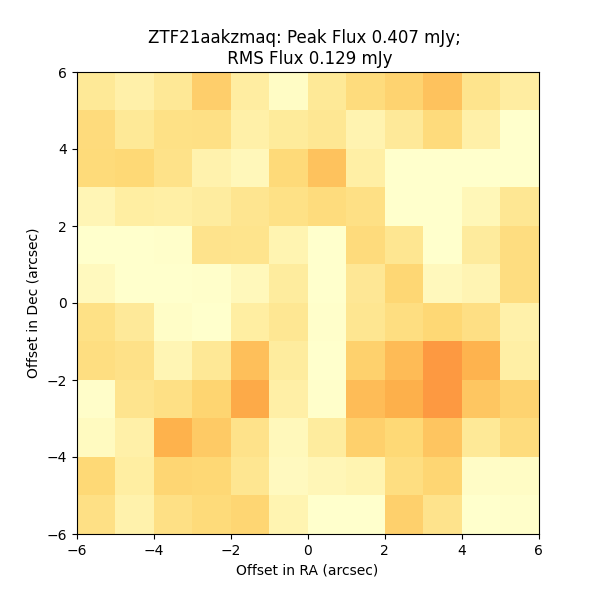 ZTF21aakzmaq: Peak Flux 0.407 mJy;
RMS Flux 0.129 mJy
6
4
2
0
−2
−4
−6
Offset in Dec (arcsec)
−6 −4 −2 0 2 4 6
Offset in RA (arcsec)